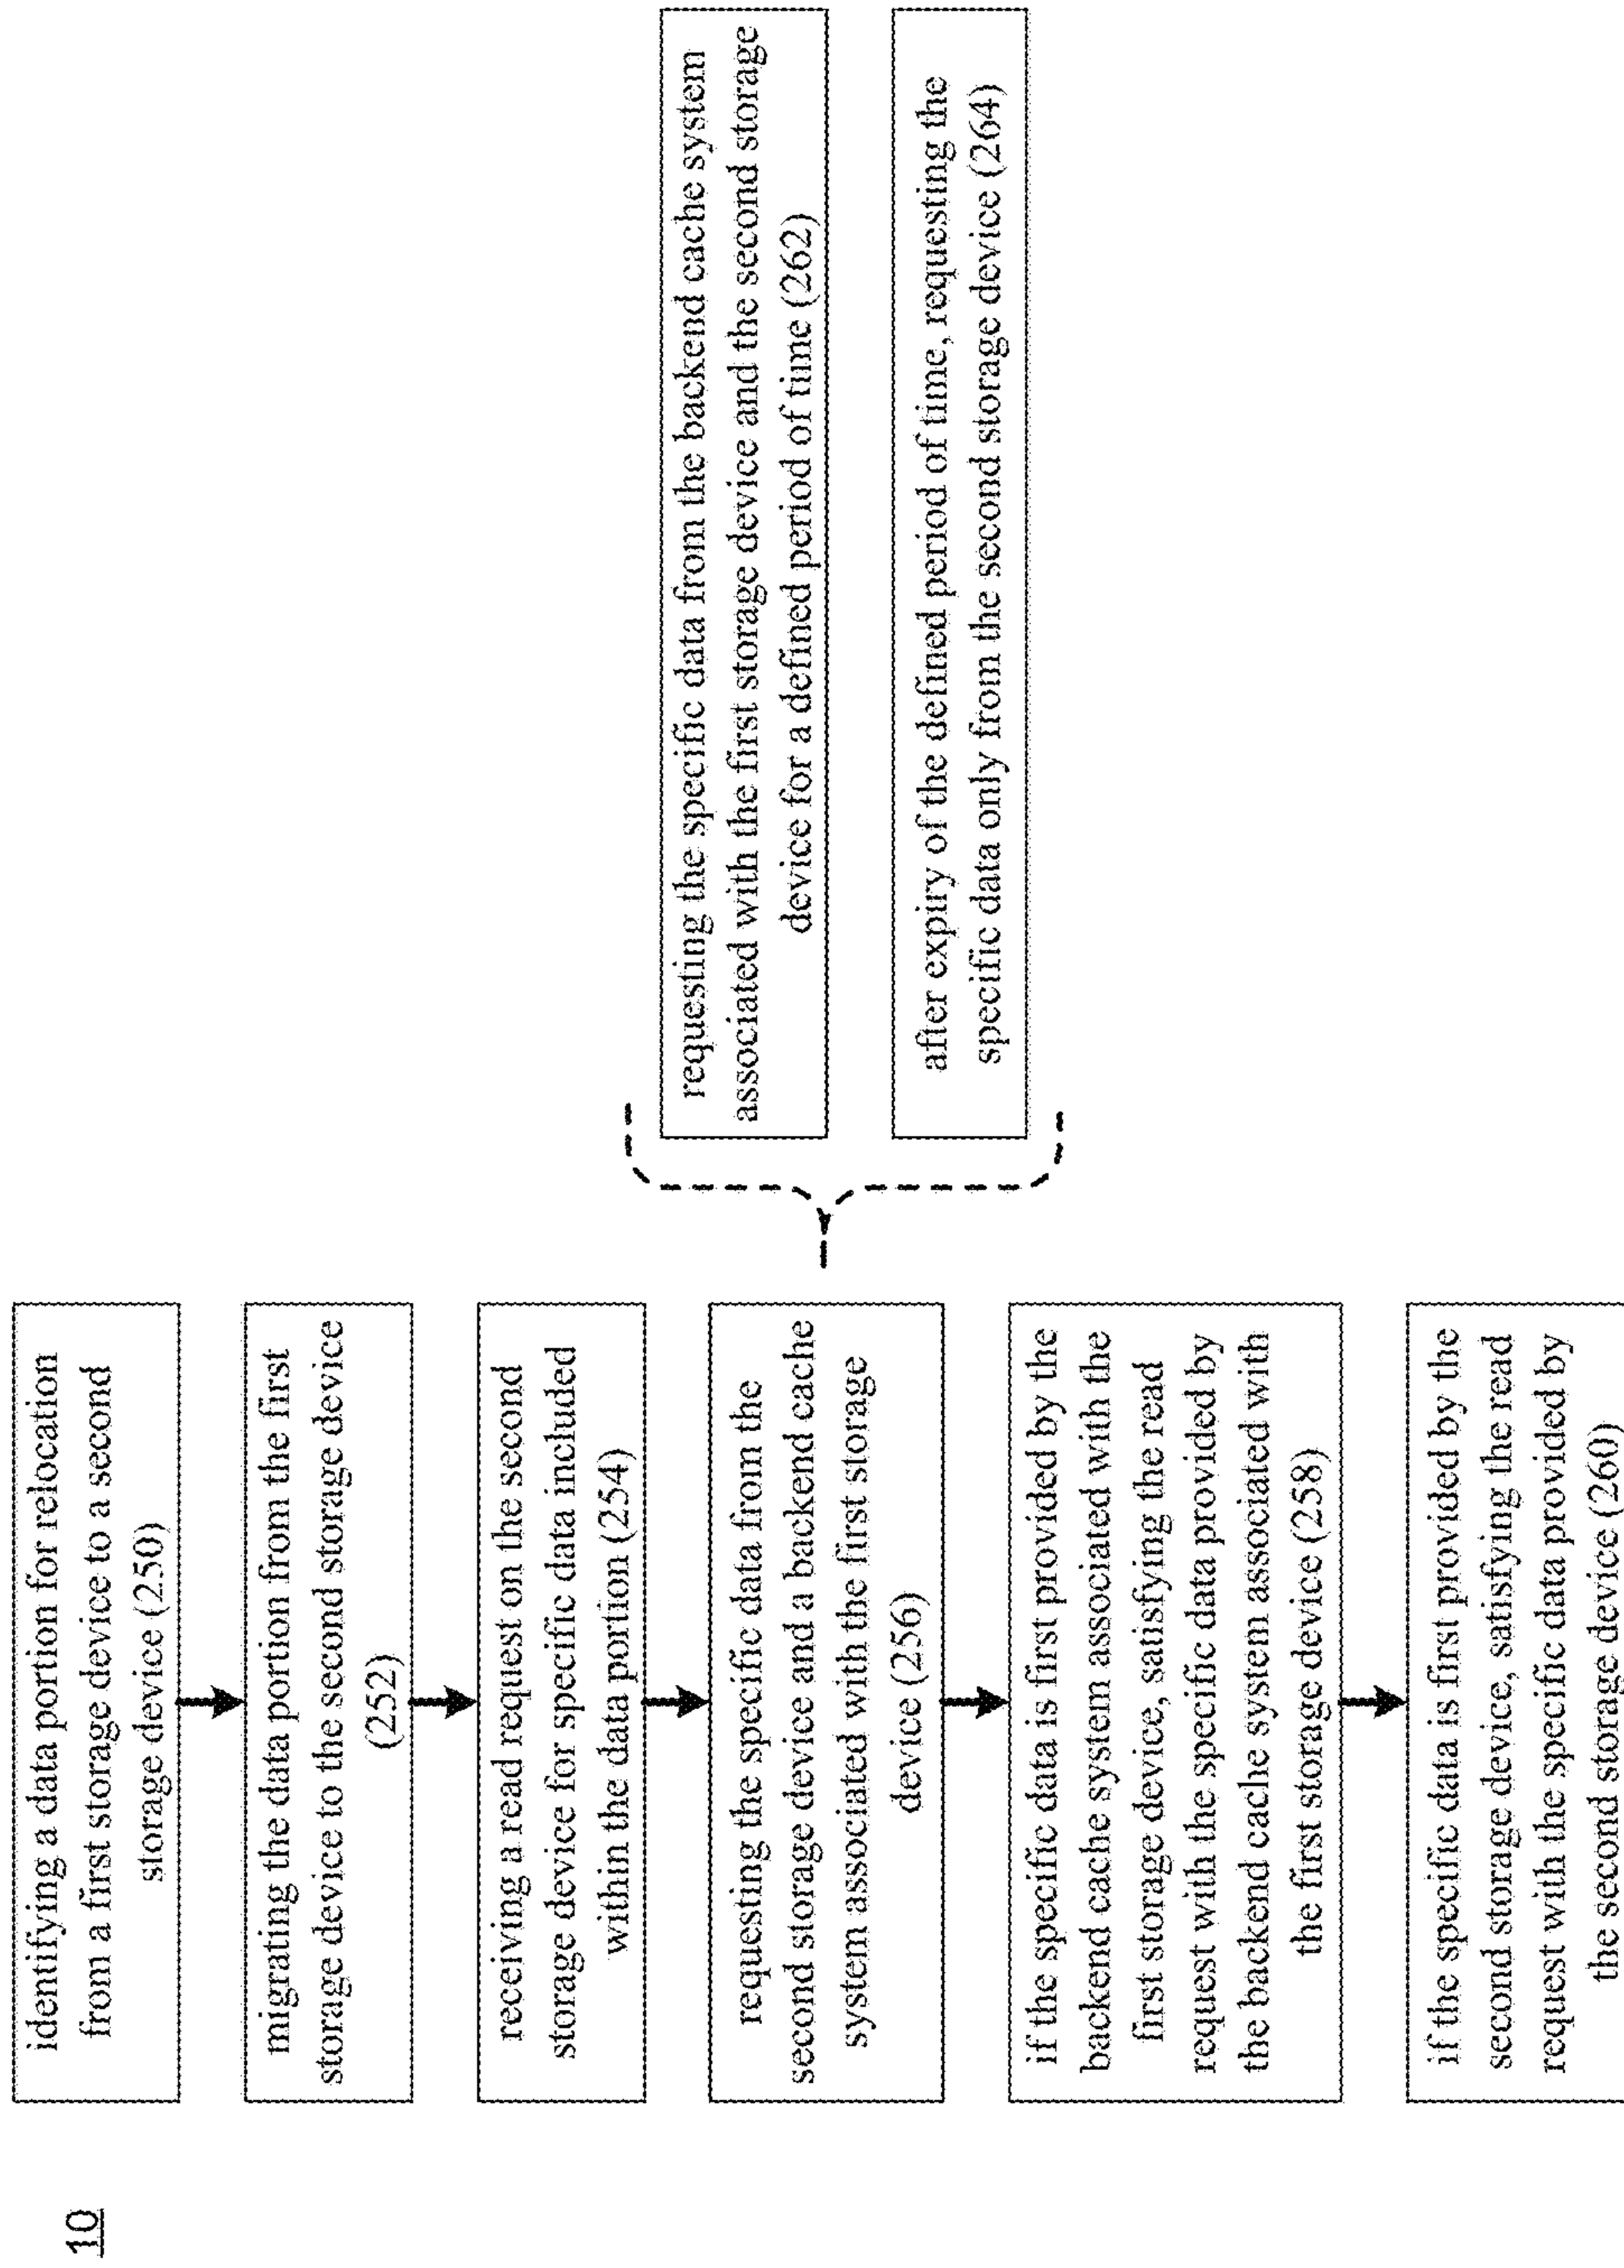 10
identifying a data portion for relocation
from a first storage device to a second
storage device (250)
migrating the data portion from the first
storage device to the second storage device
(252)
receiving a read request on the second
storage device for specific data included
within the data portion (254)
requesting the specific data from the
second storage device and a backend cache
system associated with the first storage
device (256)
requesting the specific data from the backend cache system
associated with the first storage device and the second storage
device for a defined period of time (262)
after expiry of the defined period of time, requesting the
specific data only from the second storage device (264)
if the specific data is first provided by the
backend cache system associated with the
first storage device, satisfying the read
request with the specific data provided by
the backend cache system associated with
the first storage device (258)
if the specific data is first provided by the
second storage device, satisfying the read
request with the specific data provided by
the second storage device (260)